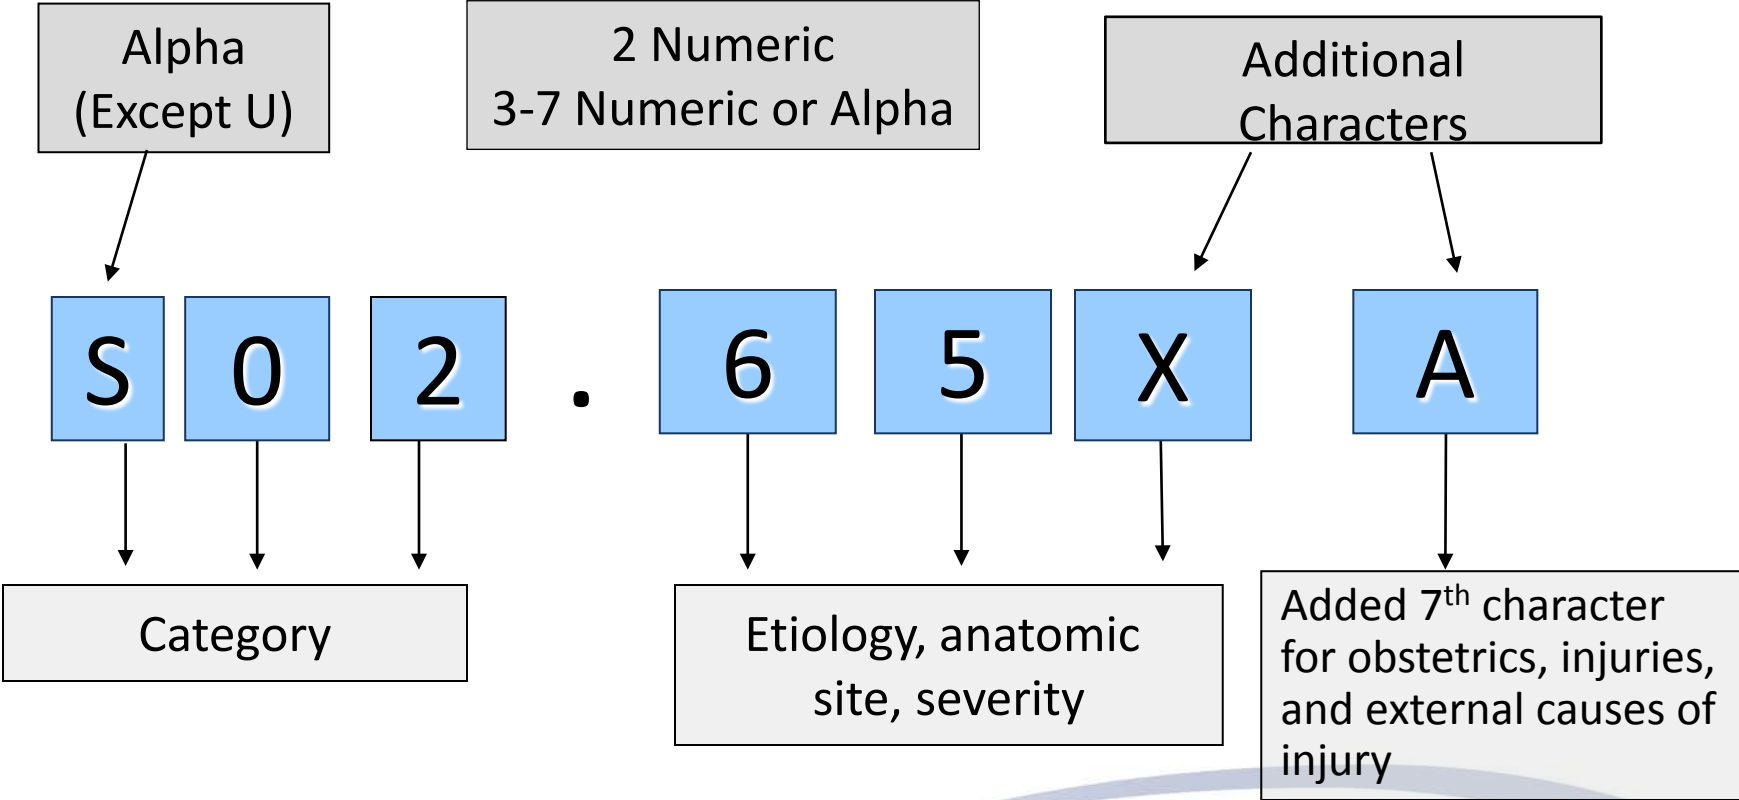 Alpha
(Except U)
2 Numeric
3-7 Numeric or Alpha
Additional
Characters
S 0 2 . 6 5 X A
Category
Etiology, anatomic
site, severity
Added 7th character
for obstetrics, injuries,
and external causes of
injury